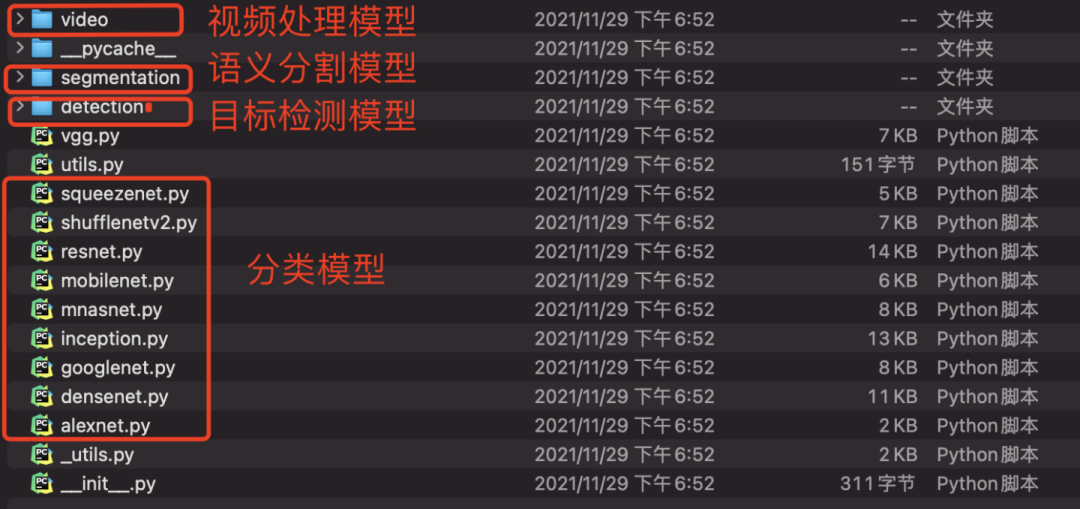 video 视频处理模型 2021/11/29 下午6:52 -- 文件夹
__pycache__ 2021/11/29 下午6:52 -- 文件夹
segmentation 语义分割模型 2021/11/29 下午6:52 -- 文件夹
detection 目标检测模型 2021/11/29 下午6:52 -- 文件夹
vgg.py 2021/11/29 下午6:52 7 KB Python脚本
utils.py 2021/11/29 下午6:52 151字节 Python脚本
squeezenet.py 2021/11/29 下午6:52 5 KB Python脚本
shufflenetv2.py 2021/11/29 下午6:52 7 KB Python脚本
resnet.py 2021/11/29 下午6:52 14 KB Python脚本
分类模型
mobilenet.py 2021/11/29 下午6:52 6 KB Python脚本
mnasnet.py 2021/11/29 下午6:52 8 KB Python脚本
inception.py 2021/11/29 下午6:52 13 KB Python脚本
googlenet.py 2021/11/29 下午6:52 8 KB Python脚本
densenet.py 2021/11/29 下午6:52 11 KB Python脚本
alexnet.py 2021/11/29 下午6:52 2 KB Python脚本
_utils.py 2021/11/29 下午6:52 2 KB Python脚本
__init__.py 2021/11/29 下午6:52 311字节 Python脚本